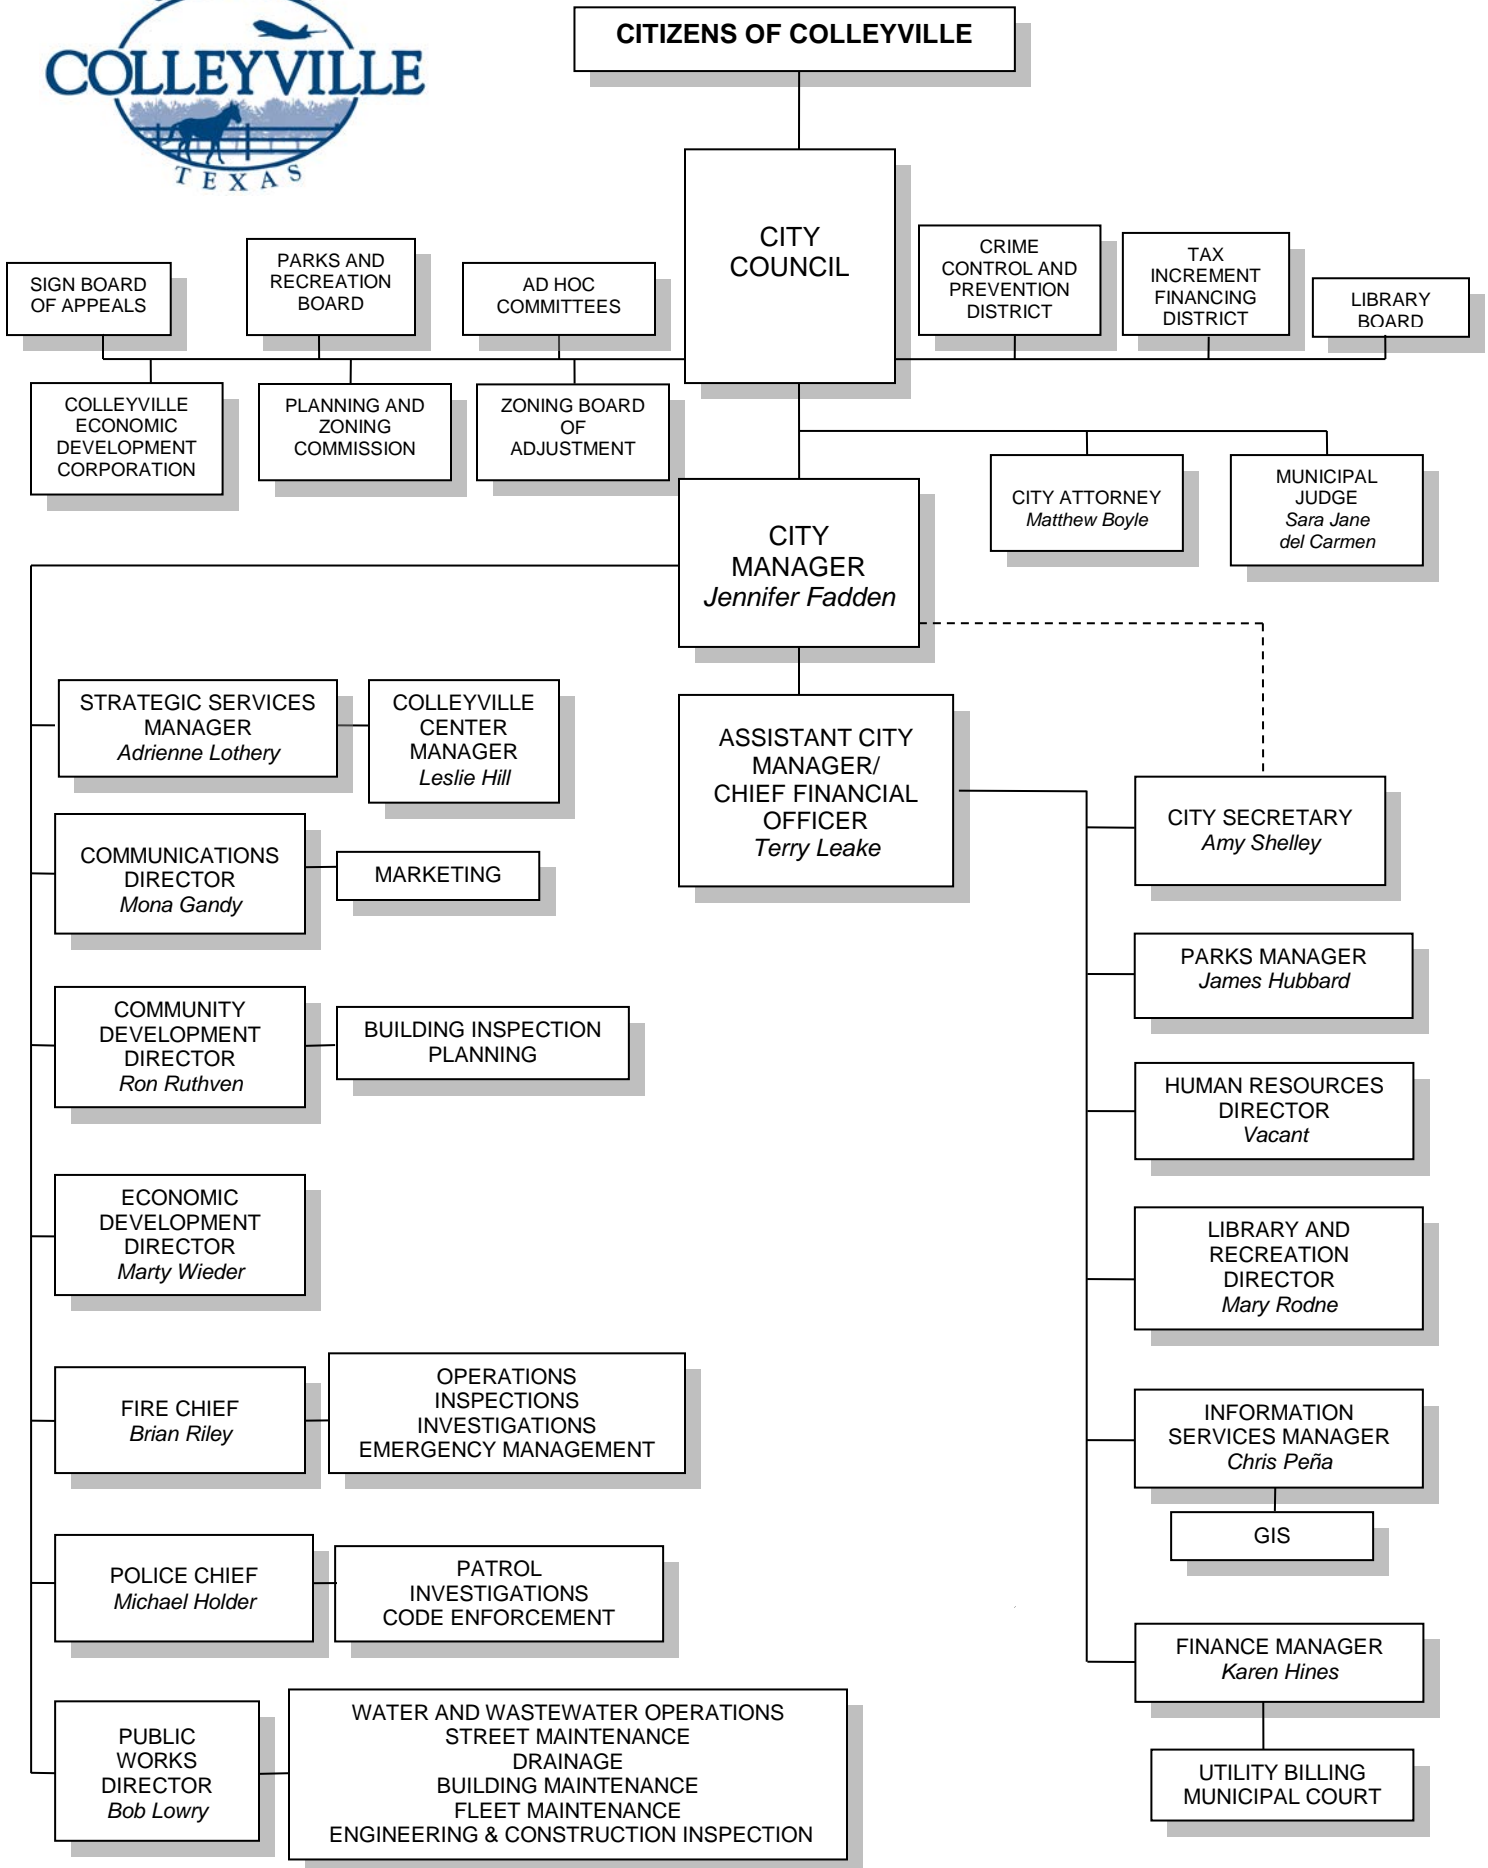 COLLEYVILLE
TEXAS
CITIZENS OF COLLEYVILLE
CITY
COUNCIL
SIGN BOARD
OF APPEALS
PARKS AND
RECREATION
BOARD
AD HOC
COMMITTEES
CRIME
CONTROL AND
PREVENTION
DISTRICT
TAX
INCREMENT
FINANCING
DISTRICT
LIBRARY
BOARD
COLLEYVILLE
ECONOMIC
DEVELOPMENT
CORPORATION
PLANNING AND
ZONING
COMMISSION
ZONING BOARD
OF
ADJUSTMENT
CITY ATTORNEY
Matthew Boyle
MUNICIPAL
JUDGE
Sara Jane
del Carmen
CITY
MANAGER
Jennifer Fadden
STRATEGIC SERVICES
MANAGER
Adrienne Lothery
COLLEYVILLE
CENTER
MANAGER
Leslie Hill
ASSISTANT CITY
MANAGER/
CHIEF FINANCIAL
OFFICER
Terry Leake
CITY SECRETARY
Amy Shelley
COMMUNICATIONS
DIRECTOR
Mona Gandy
MARKETING
PARKS MANAGER
James Hubbard
COMMUNITY
DEVELOPMENT
DIRECTOR
Ron Ruthven
BUILDING INSPECTION
PLANNING
HUMAN RESOURCES
DIRECTOR
Vacant
ECONOMIC
DEVELOPMENT
DIRECTOR
Marty Wieder
LIBRARY AND
RECREATION
DIRECTOR
Mary Rodne
FIRE CHIEF
Brian Riley
OPERATIONS
INSPECTIONS
INVESTIGATIONS
EMERGENCY MANAGEMENT
INFORMATION
SERVICES MANAGER
Chris Peña
GIS
POLICE CHIEF
Michael Holder
PATROL
INVESTIGATIONS
CODE ENFORCEMENT
FINANCE MANAGER
Karen Hines
UTILITY BILLING
MUNICIPAL COURT
PUBLIC
WORKS
DIRECTOR
Bob Lowry
WATER AND WASTEWATER OPERATIONS
STREET MAINTENANCE
DRAINAGE
BUILDING MAINTENANCE
FLEET MAINTENANCE
ENGINEERING & CONSTRUCTION INSPECTION